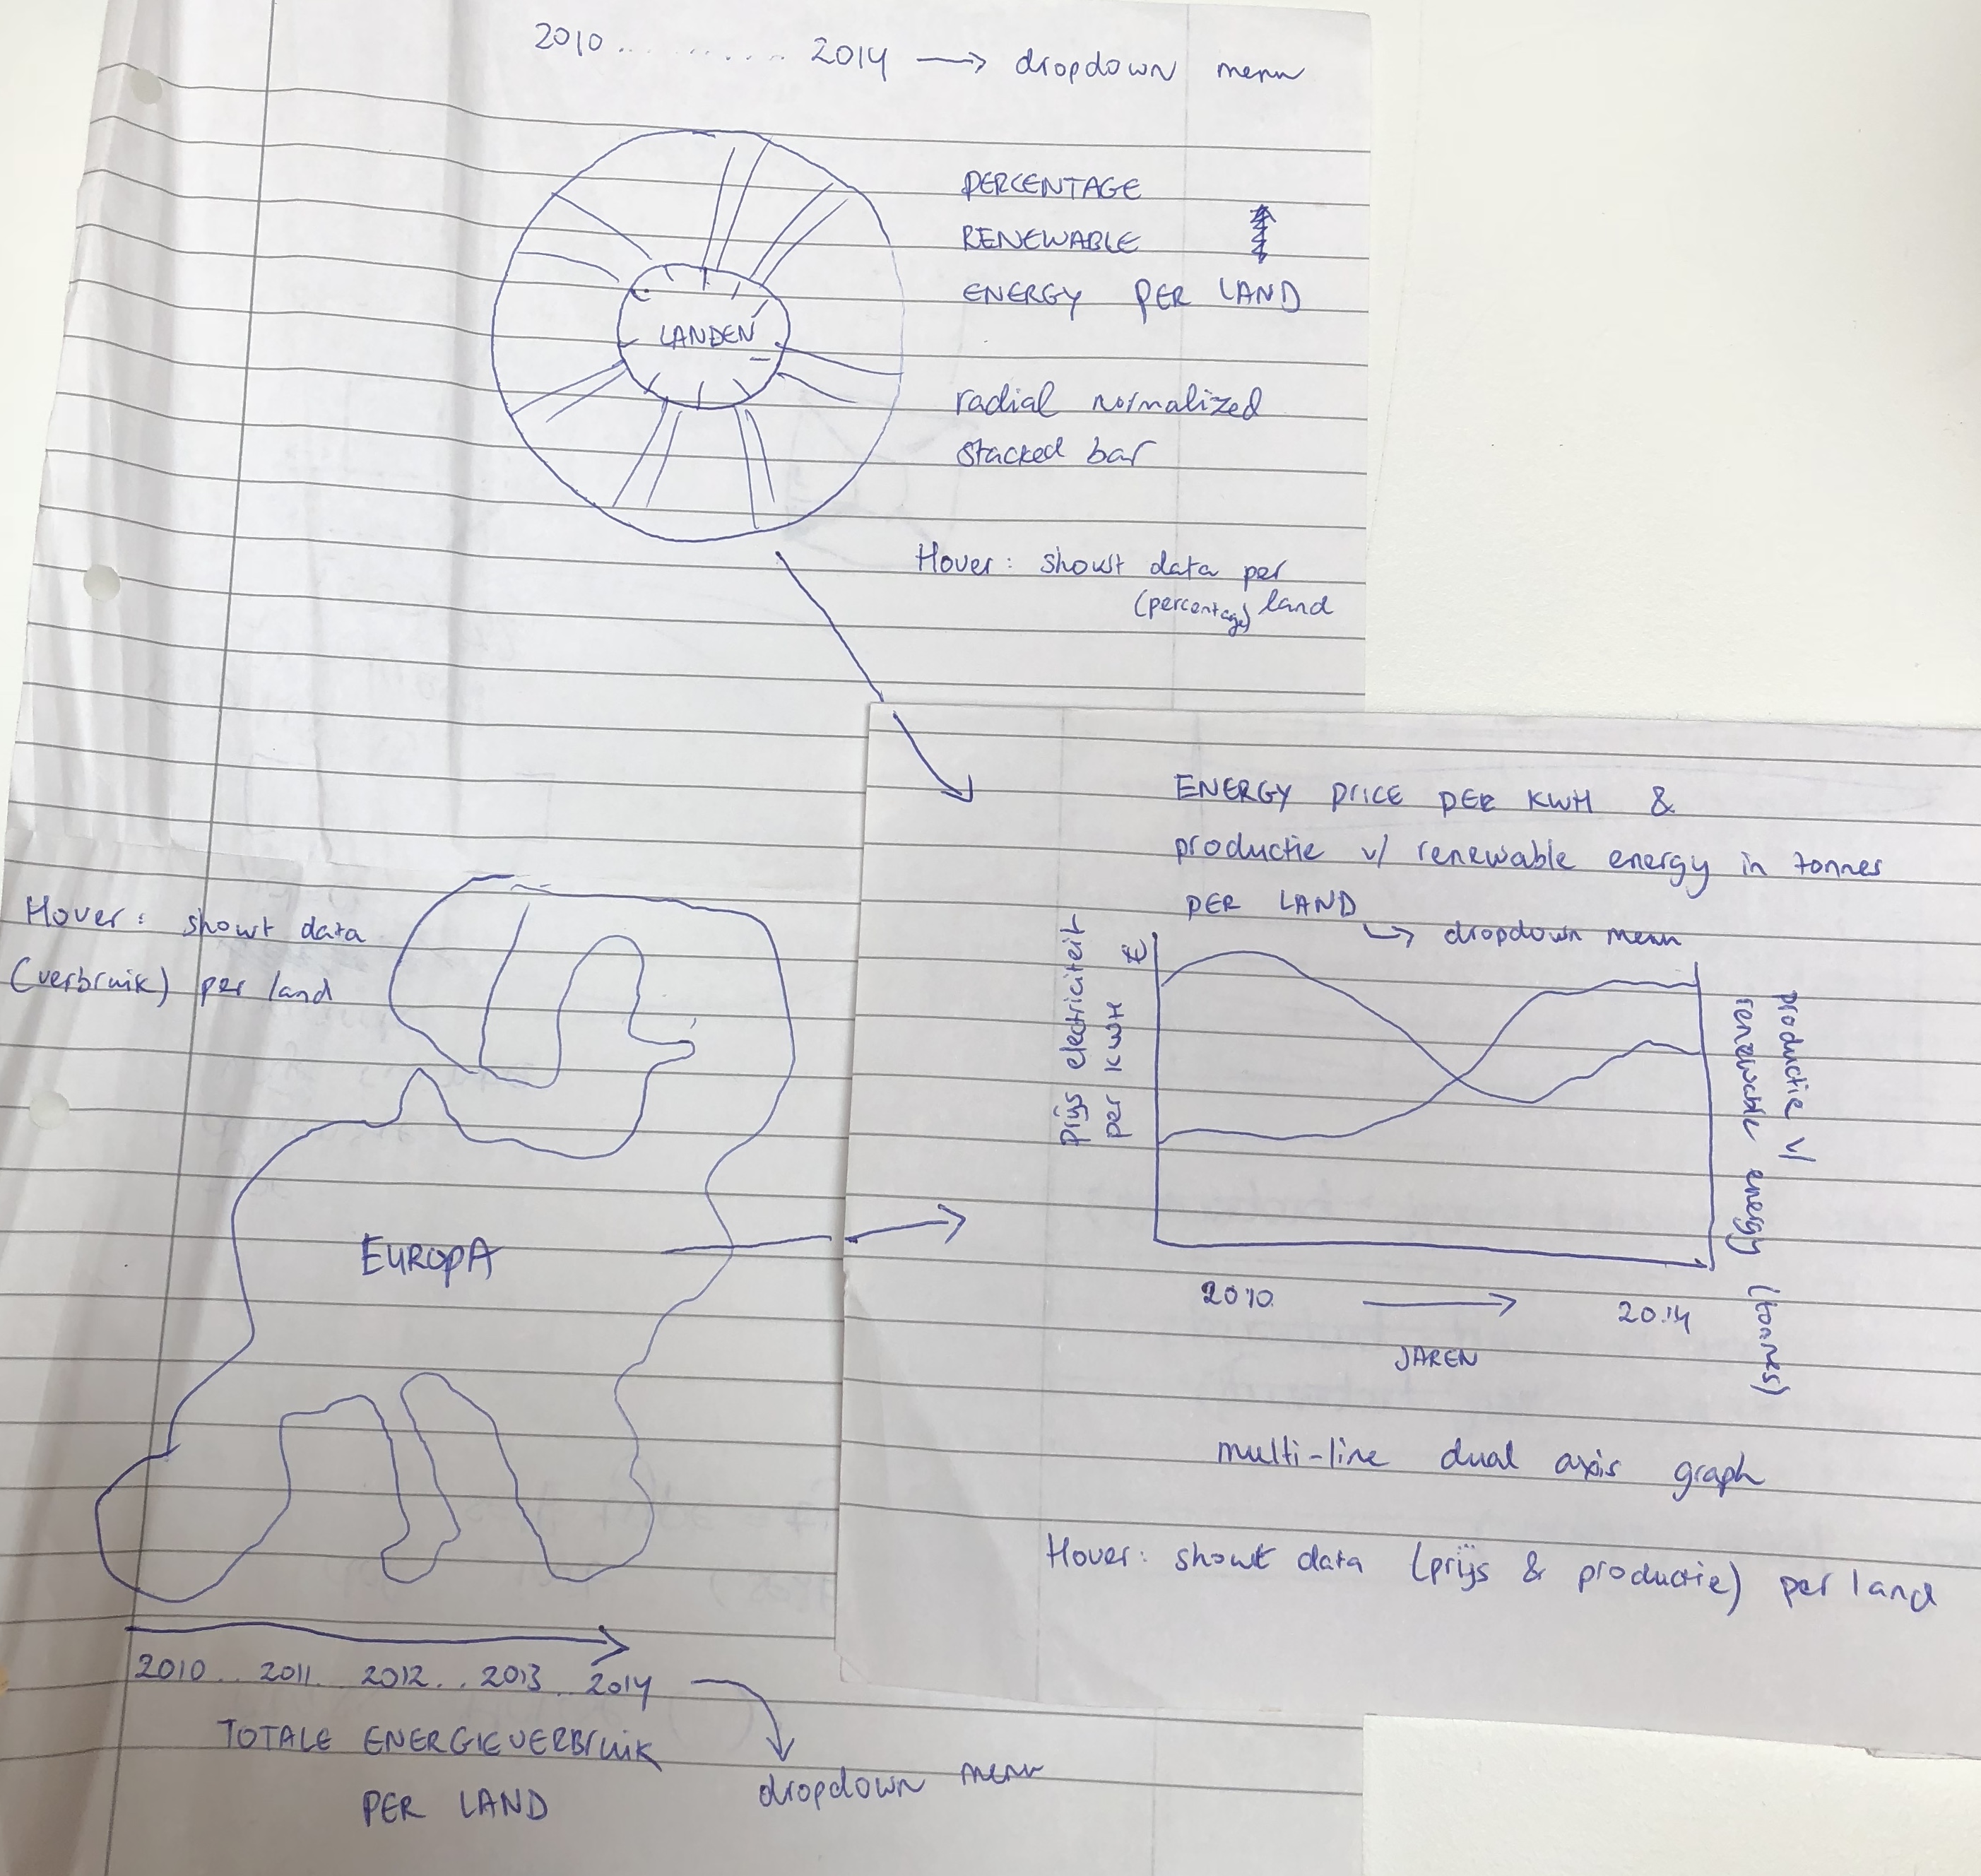 2010 ......... 2014 → dropdown menu
PERCENTAGE
RENEWABLE
ENERGY PER LAND
LANDEN
radial normalized
stacked bar
Hover: showt data per
(percentage) land
ENERGY PRICE PER KWH &
productie v/ renewable energy in tonnes
PER LAND
→ dropdown menu
prijs electriciteit
per KWH
€
productie v/
renewable energy (tonnes)
2010 → 2014
JAREN
multi-line dual axis graph
Hover: showt data (prijs & productie) per land
Hover: showt data
(verbruik) per land
EUROPA
2010.. 2011.. 2012... 2013.. 2014
TOTALE ENERGIEVERBRUIK
PER LAND
dropdown menu